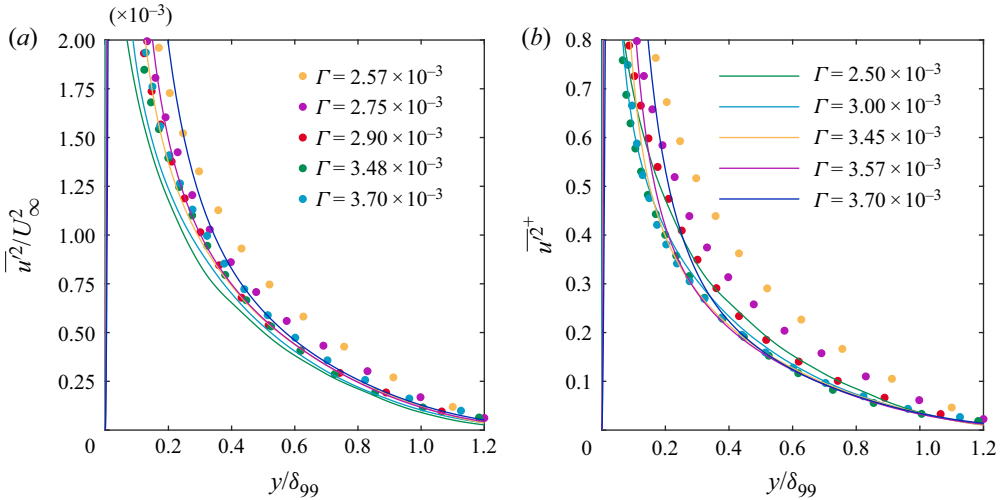 (×10⁻³)
(a)
2.00
1.75
1.50
1.25
1.00
0.75
0.50
0.25
0
0.2 0.4 0.6 0.8 1.0 1.2
u′²/U²∞
y/δ₉₉
Γ = 2.57 × 10⁻³
Γ = 2.75 × 10⁻³
Γ = 2.90 × 10⁻³
Γ = 3.48 × 10⁻³
Γ = 3.70 × 10⁻³
(b)
0.8
0.7
0.6
0.5
0.4
0.3
0.2
0.1
0
0.2 0.4 0.6 0.8 1.0 1.2
u′²⁺
y/δ₉₉
Γ = 2.50 × 10⁻³
Γ = 3.00 × 10⁻³
Γ = 3.45 × 10⁻³
Γ = 3.57 × 10⁻³
Γ = 3.70 × 10⁻³